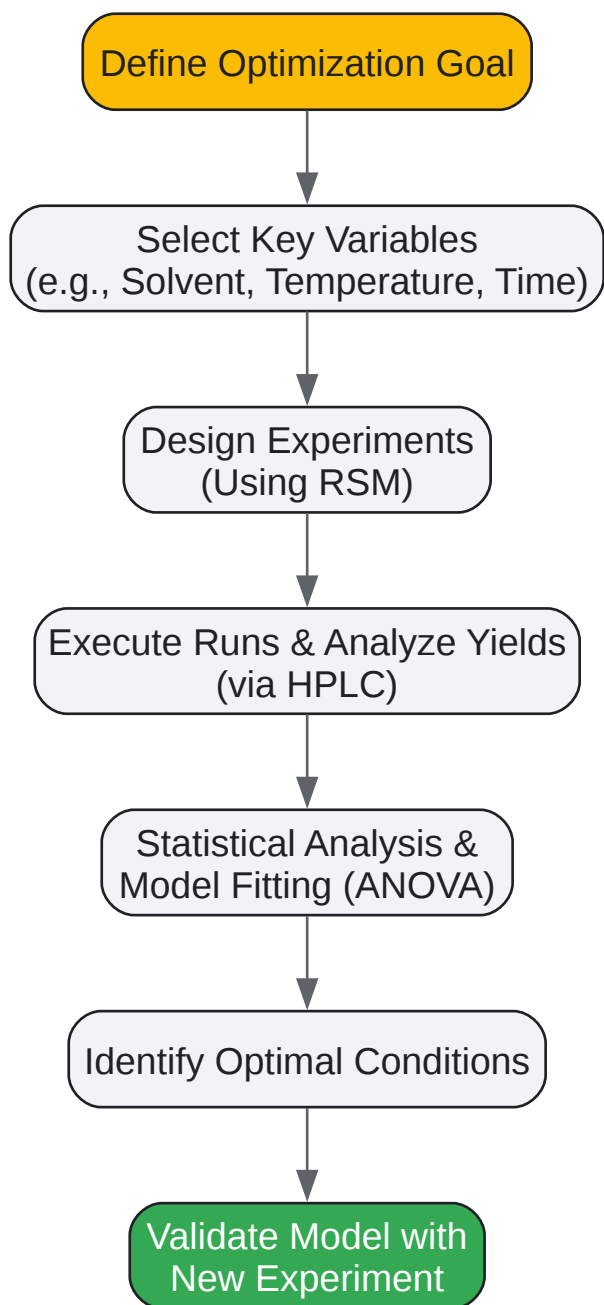 Define Optimization Goal
Select Key Variables
(e.g., Solvent, Temperature, Time)
Design Experiments
(Using RSM)
Execute Runs & Analyze Yields
(via HPLC)
Statistical Analysis &
Model Fitting (ANOVA)
Identify Optimal Conditions
Validate Model with
New Experiment